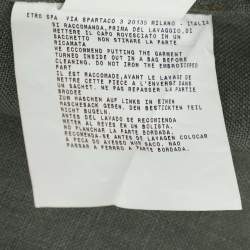 ETRO SPA - VIA SPARTACO 3 20135 MILANO - ITALIA
SI RACCOMANDA, PRIMA DEL LAVAGGIO, DI
METTERE IL CAPO ROVESCIATO IN UN
SACCHETTO. NON STIRARE LA PARTE
RICAMATA
WE ECCOMMEND PUTTING THE GARMENT
TURNED INSIDE OUT IN A BAG BEFORE
CLEANING. DO NOT IRON THE EMBROIDERED
PART
IL EST RACCOMADÉ, AVANT LE LAVAGE DE
METTRE CETTE PIECE A L'ENVERS DANS
UN SACHET. NE PAS REPASSER LA PARTIE
BRODEE
ZUM WASCHEN AUF LINKS IN EINEN
WASCHESACK GEBEN. DEN BESTICKTEN TEIL
NICHT BUGELN.
ANTES DEL LAVADO SE RECOMIENDA
METER AL REVES EN UN BOLSITA.
NO PLANCHAR LA PARTE BORDADA.
RECOMENDA-SE ANTES DE LAVAGEN COLOCAR
A PEÇA DO AVESSO NUM SACO. NÃO
PASSAR A FERRO A PARTE BORDADA.